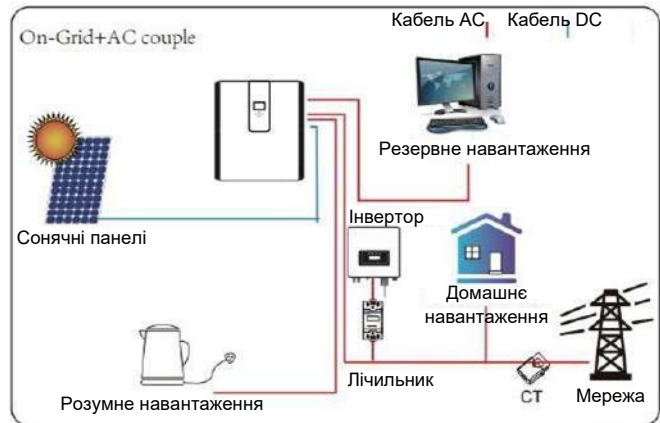 Кабель AC Кабель DC
On-Grid+AC couple
Резервне навантаження
Сонячні панелі
Інвертор
Домашнє
навантаження
Лічильник
CT
Мережа
Розумне навантаження